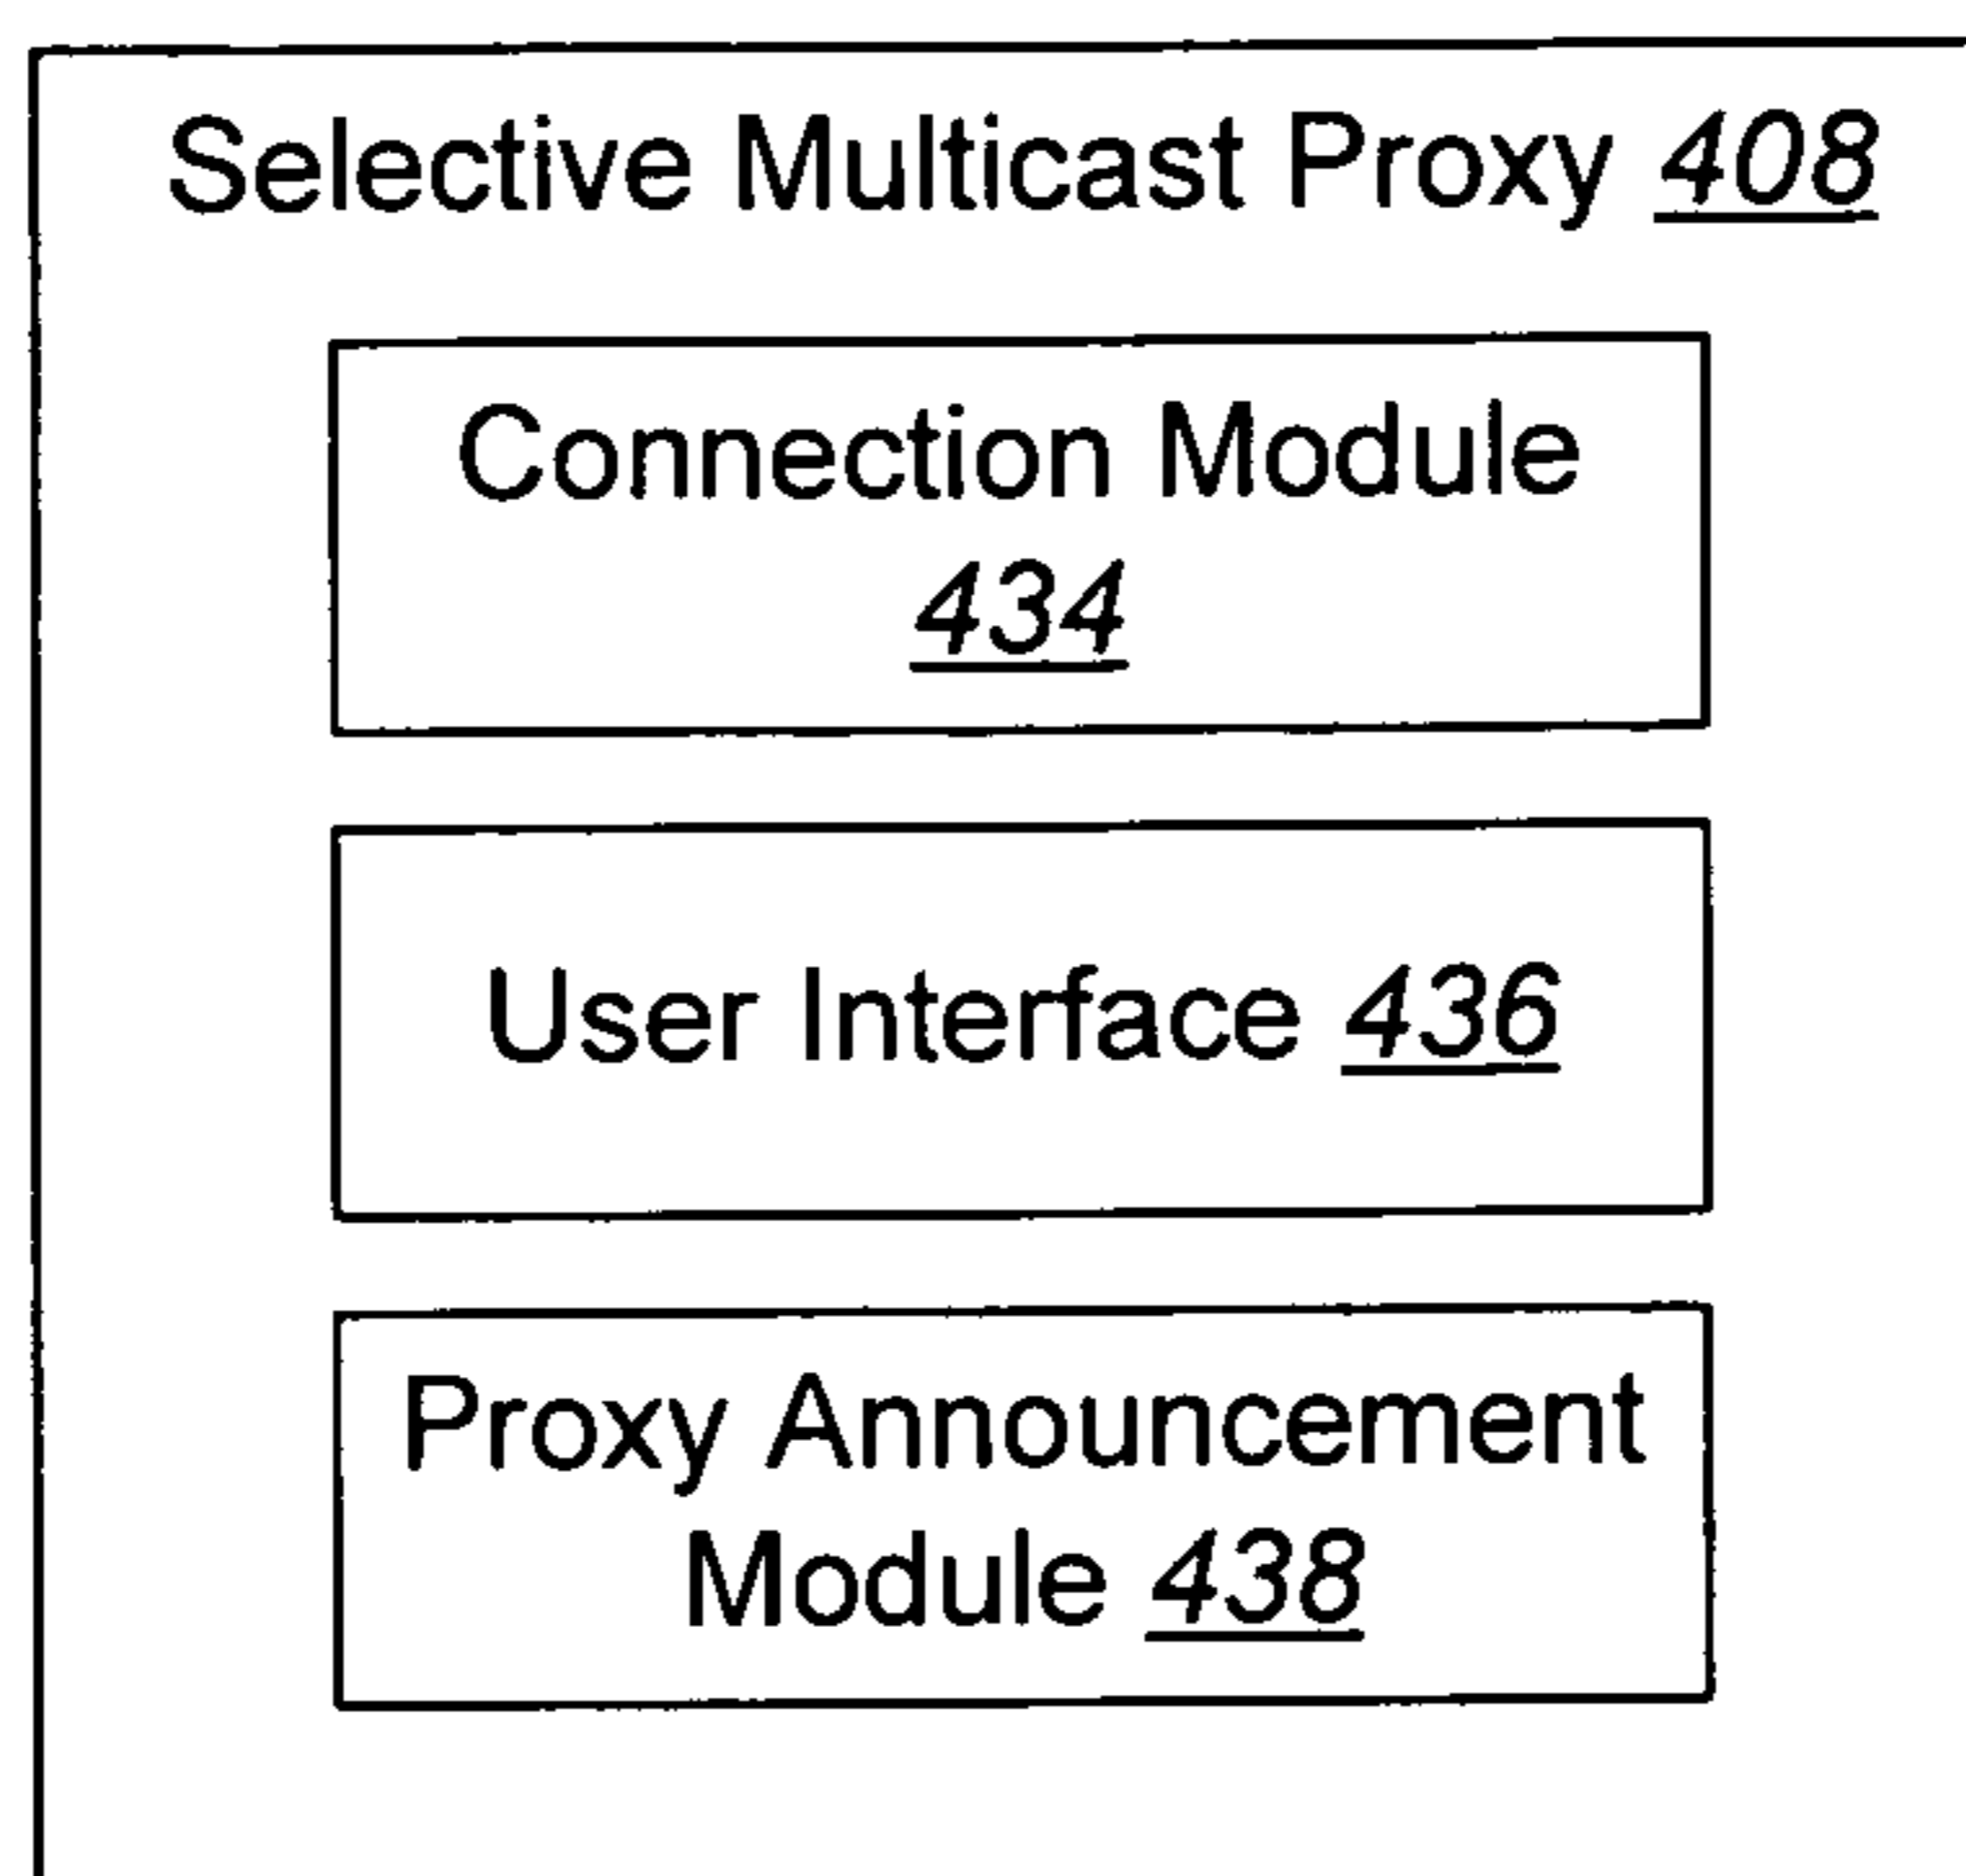 Selective Multicast Proxy 408
Connection Module
434
User Interface 436
Proxy Announcement
Module 438